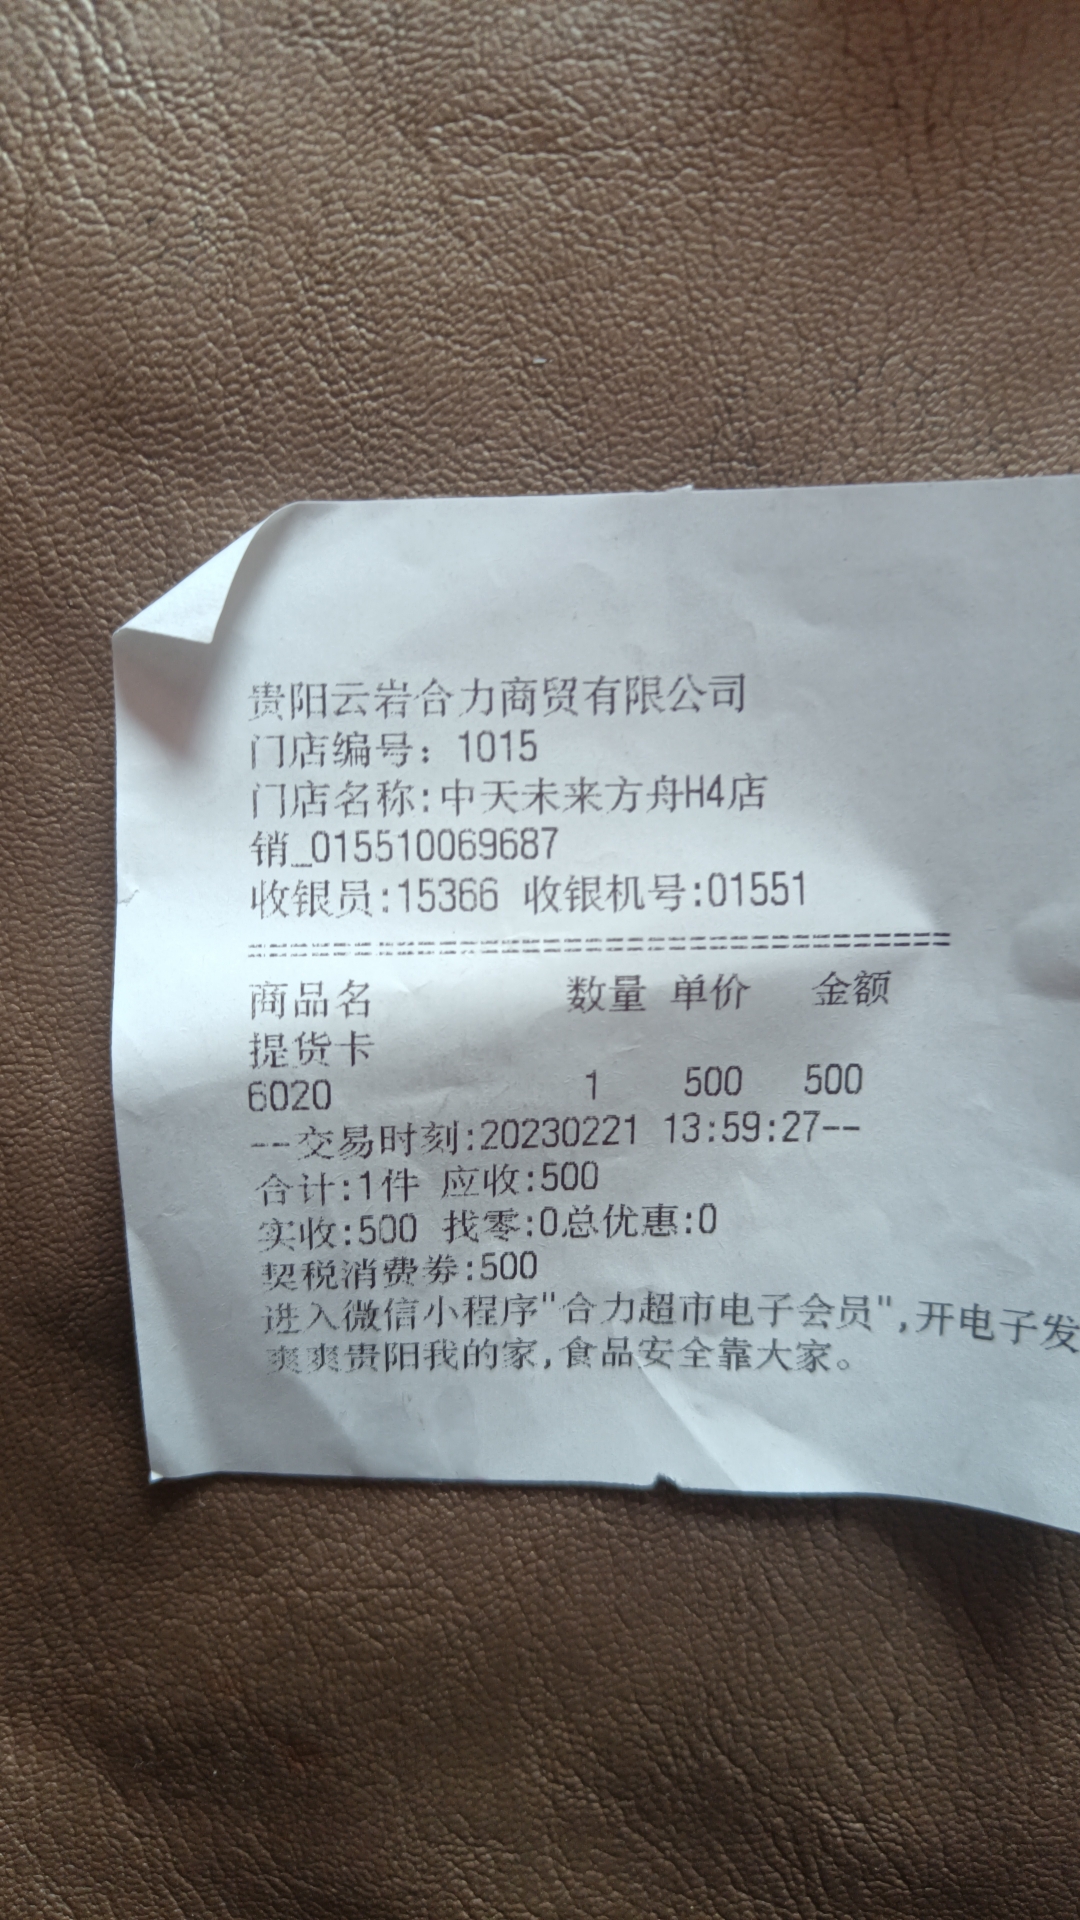 贵阳云岩合力商贸有限公司
门店编号：1015
门店名称:中天未来方舟H4店
销_015510069687
收银员:15366 收银机号:01551
商品名 数量 单价 金额
提货卡
6020 1 500 500
--交易时刻:20230221 13:59:27--
合计:1件 应收:500
实收:500 找零:0总优惠:0
契税消费券:500
进入微信小程序"合力超市电子会员",开电子发
爽爽贵阳我的家,食品安全靠大家。